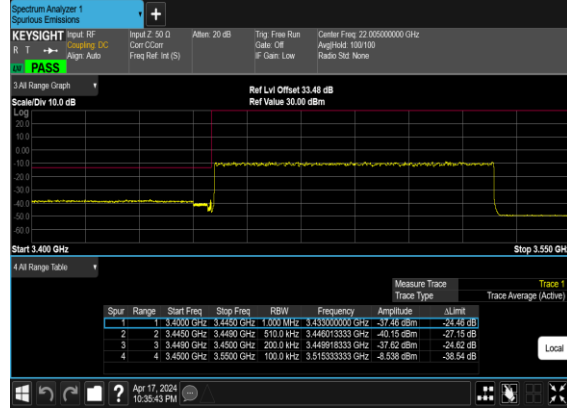 Spectrum Analyzer 1
Spurious Emissions
KEYSIGHT Input: RF Input Z: 50 Ω Atten: 20 dB Trig: Free Run Center Freq: 22.005000000 GHz
R T Coupling: DC Corr CCorr Gate: Off Avg|Hold: 100/100
Align: Auto Freq Ref: Int (S) IF Gain: Low Radio Std: None
PASS
3 All Range Graph Ref Lvl Offset 33.48 dB
Scale/Div 10.0 dB Ref Value 30.00 dBm
Log
20.0
10.0
0.00
-10.0
-20.0
-30.0
-40.0
-50.0
-60.0
Start 3.400 GHz Stop 3.550 GHz
4 All Range Table
Measure Trace Trace 1
Trace Type Trace Average (Active)
Spur Range Start Freq Stop Freq RBW Frequency Amplitude ΔLimit
1 1 3.4000 GHz 3.4450 GHz 1.000 MHz 3.433000000 GHz -37.46 dBm -24.46 dB
2 2 3.4450 GHz 3.4490 GHz 510.0 kHz 3.446013333 GHz -40.15 dBm -27.15 dB
3 3 3.4490 GHz 3.4500 GHz 200.0 kHz 3.449918333 GHz -37.62 dBm -24.62 dB
4 4 3.4500 GHz 3.5500 GHz 100.0 kHz 3.515333333 GHz -8.538 dBm -38.54 dB
Local
Apr 17, 2024
10:35:43 PM